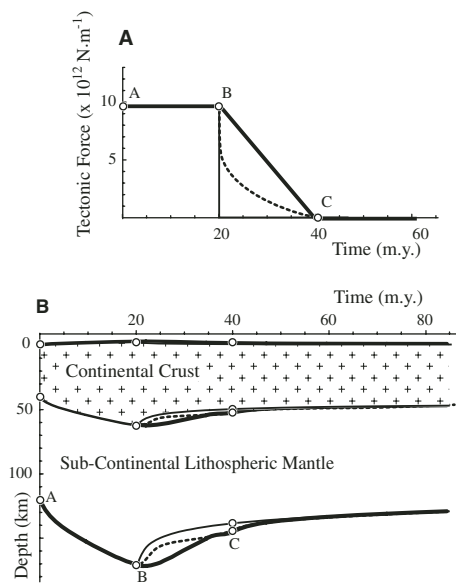 A
Tectonic Force (x 10¹² N·m⁻¹)
10
5
A
B
C
20
40
60
Time (m.y.)
B
Time (m.y.)
0
20
40
60
80
0
50
100
Depth (km)
Continental Crust
Sub-Continental Lithospheric Mantle
A
B
C